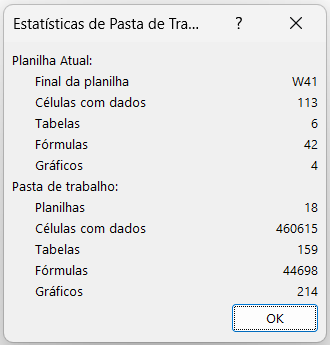 Estatísticas de Pasta de Tra...
?
Planilha Atual:
Final da planilha W41
Células com dados 113
Tabelas 6
Fórmulas 42
Gráficos 4
Pasta de trabalho:
Planilhas 18
Células com dados 460615
Tabelas 159
Fórmulas 44698
Gráficos 214
OK